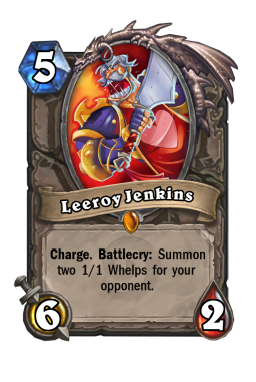 5
Leeroy Jenkins
Charge. Battlecry: Summon
two 1/1 Whelps for your
opponent.
6
2